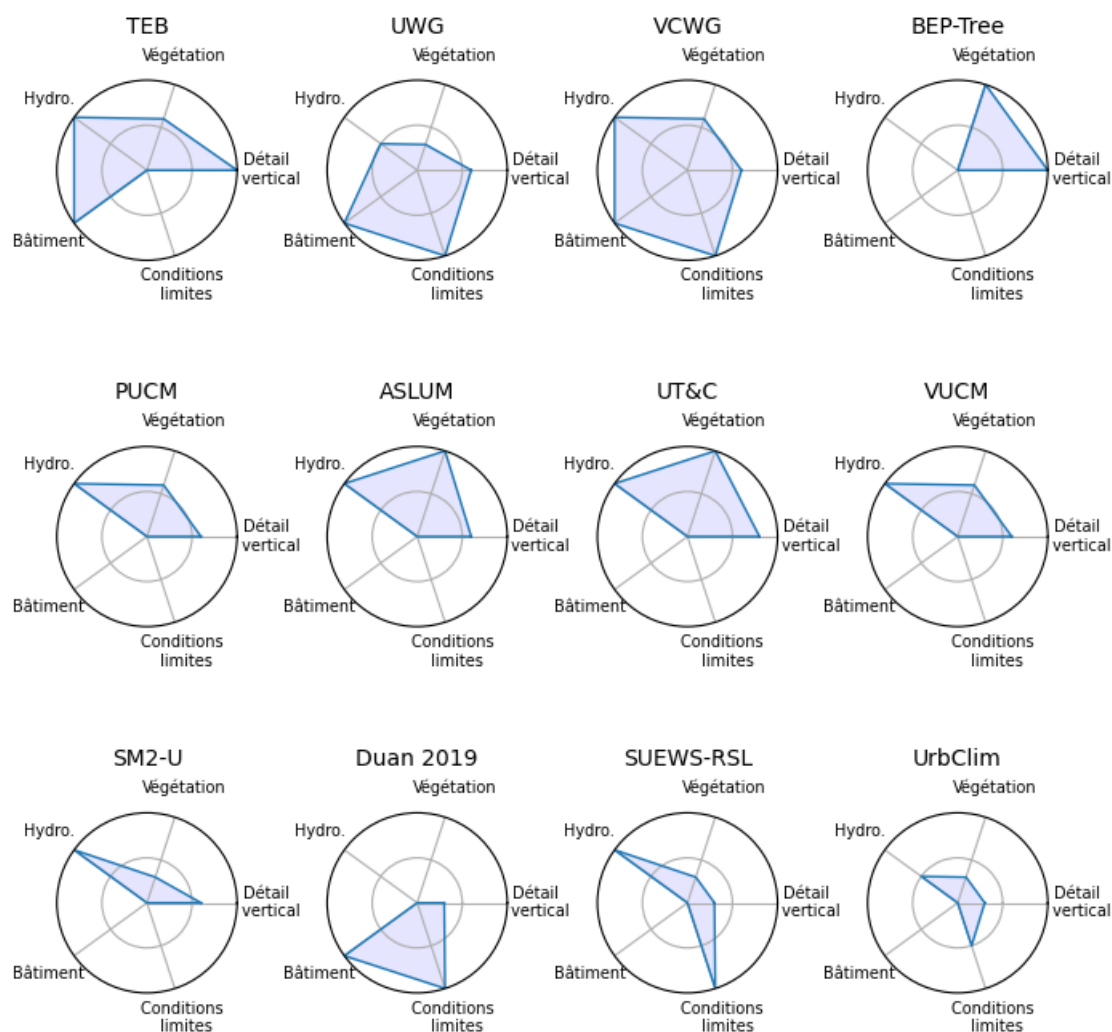 TEB
Végétation
Hydro.
Détail
vertical
Bâtiment
Conditions
limites
UWG
Végétation
Hydro.
Détail
vertical
Bâtiment
Conditions
limites
VCWG
Végétation
Hydro.
Détail
vertical
Bâtiment
Conditions
limites
BEP-Tree
Végétation
Hydro.
Détail
vertical
Bâtiment
Conditions
limites
PUCM
Végétation
Hydro.
Détail
vertical
Bâtiment
Conditions
limites
ASLUM
Végétation
Hydro.
Détail
vertical
Bâtiment
Conditions
limites
UT&C
Végétation
Hydro.
Détail
vertical
Bâtiment
Conditions
limites
VUCM
Végétation
Hydro.
Détail
vertical
Bâtiment
Conditions
limites
SM2-U
Végétation
Hydro.
Détail
vertical
Bâtiment
Conditions
limites
Duan 2019
Végétation
Hydro.
Détail
vertical
Bâtiment
Conditions
limites
SUEWS-RSL
Végétation
Hydro.
Détail
vertical
Bâtiment
Conditions
limites
UrbClim
Végétation
Hydro.
Détail
vertical
Bâtiment
Conditions
limites